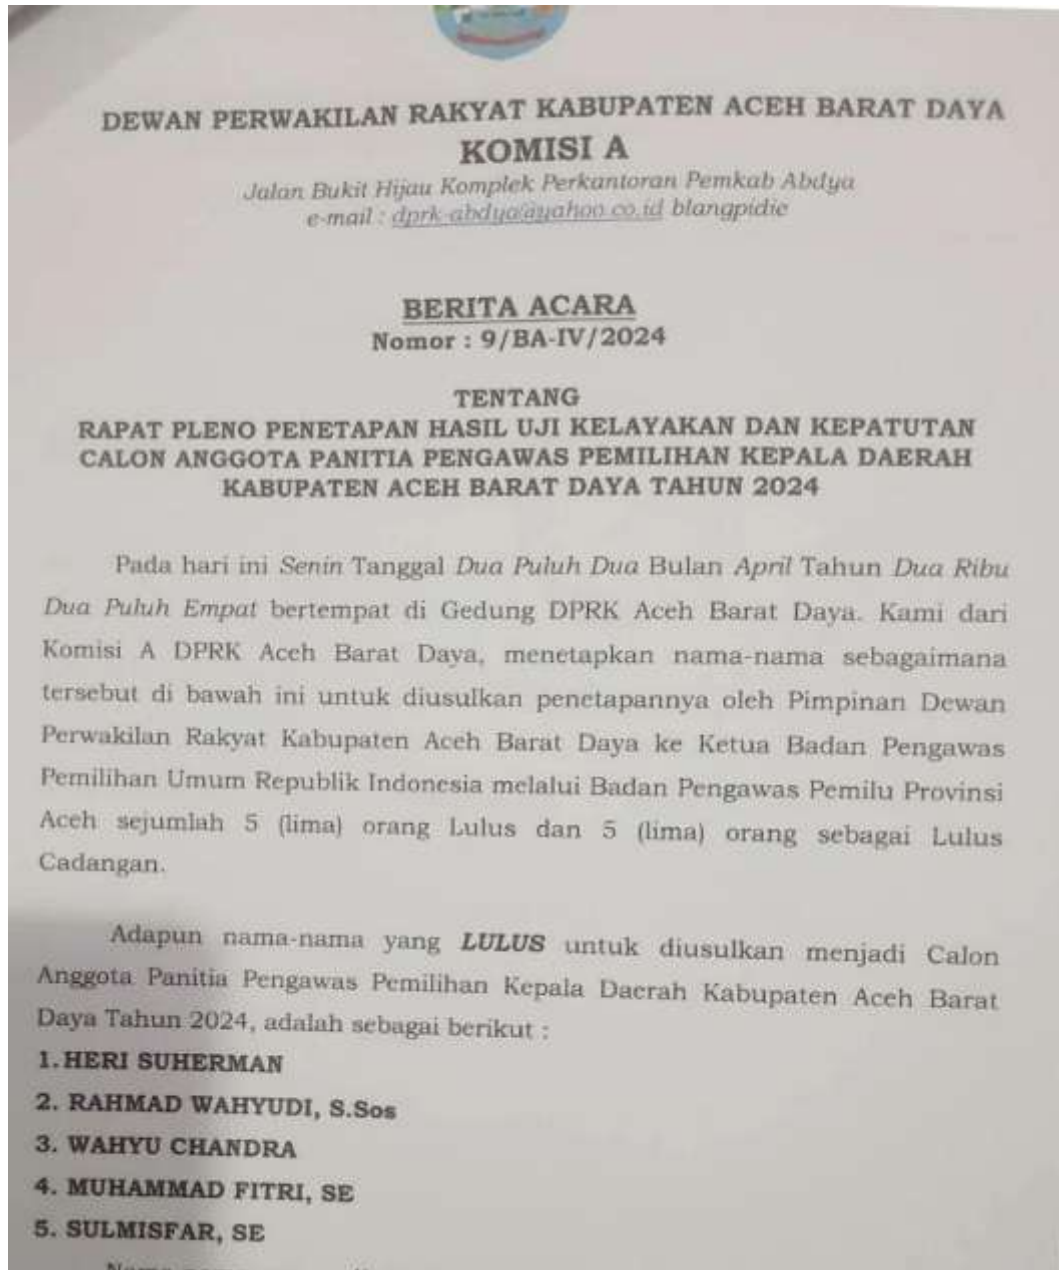 DEWAN PERWAKILAN RAKYAT KABUPATEN ACEH BARAT DAYA
KOMISI A
Jalan Bukit Hijau Komplek Perkantoran Pemkab Abdya
e-mail : dprk-abdya@yahoo.co.id blangpidie
BERITA ACARA
Nomor : 9/BA-IV/2024
TENTANG
RAPAT PLENO PENETAPAN HASIL UJI KELAYAKAN DAN KEPATUTAN
CALON ANGGOTA PANITIA PENGAWAS PEMILIHAN KEPALA DAERAH
KABUPATEN ACEH BARAT DAYA TAHUN 2024
Pada hari ini Senin Tanggal Dua Puluh Dua Bulan April Tahun Dua Ribu
Dua Puluh Empat bertempat di Gedung DPRK Aceh Barat Daya. Kami dari
Komisi A DPRK Aceh Barat Daya, menetapkan nama-nama sebagaimana
tersebut di bawah ini untuk diusulkan penetapannya oleh Pimpinan Dewan
Perwakilan Rakyat Kabupaten Aceh Barat Daya ke Ketua Badan Pengawas
Pemilihan Umum Republik Indonesia melalui Badan Pengawas Pemilu Provinsi
Aceh sejumlah 5 (lima) orang Lulus dan 5 (lima) orang sebagai Lulus
Cadangan.
Adapun nama-nama yang LULUS untuk diusulkan menjadi Calon
Anggota Panitia Pengawas Pemilihan Kepala Daerah Kabupaten Aceh Barat
Daya Tahun 2024, adalah sebagai berikut :
1. HERI SUHERMAN
2. RAHMAD WAHYUDI, S.Sos
3. WAHYU CHANDRA
4. MUHAMMAD FITRI, SE
5. SULMISFAR, SE